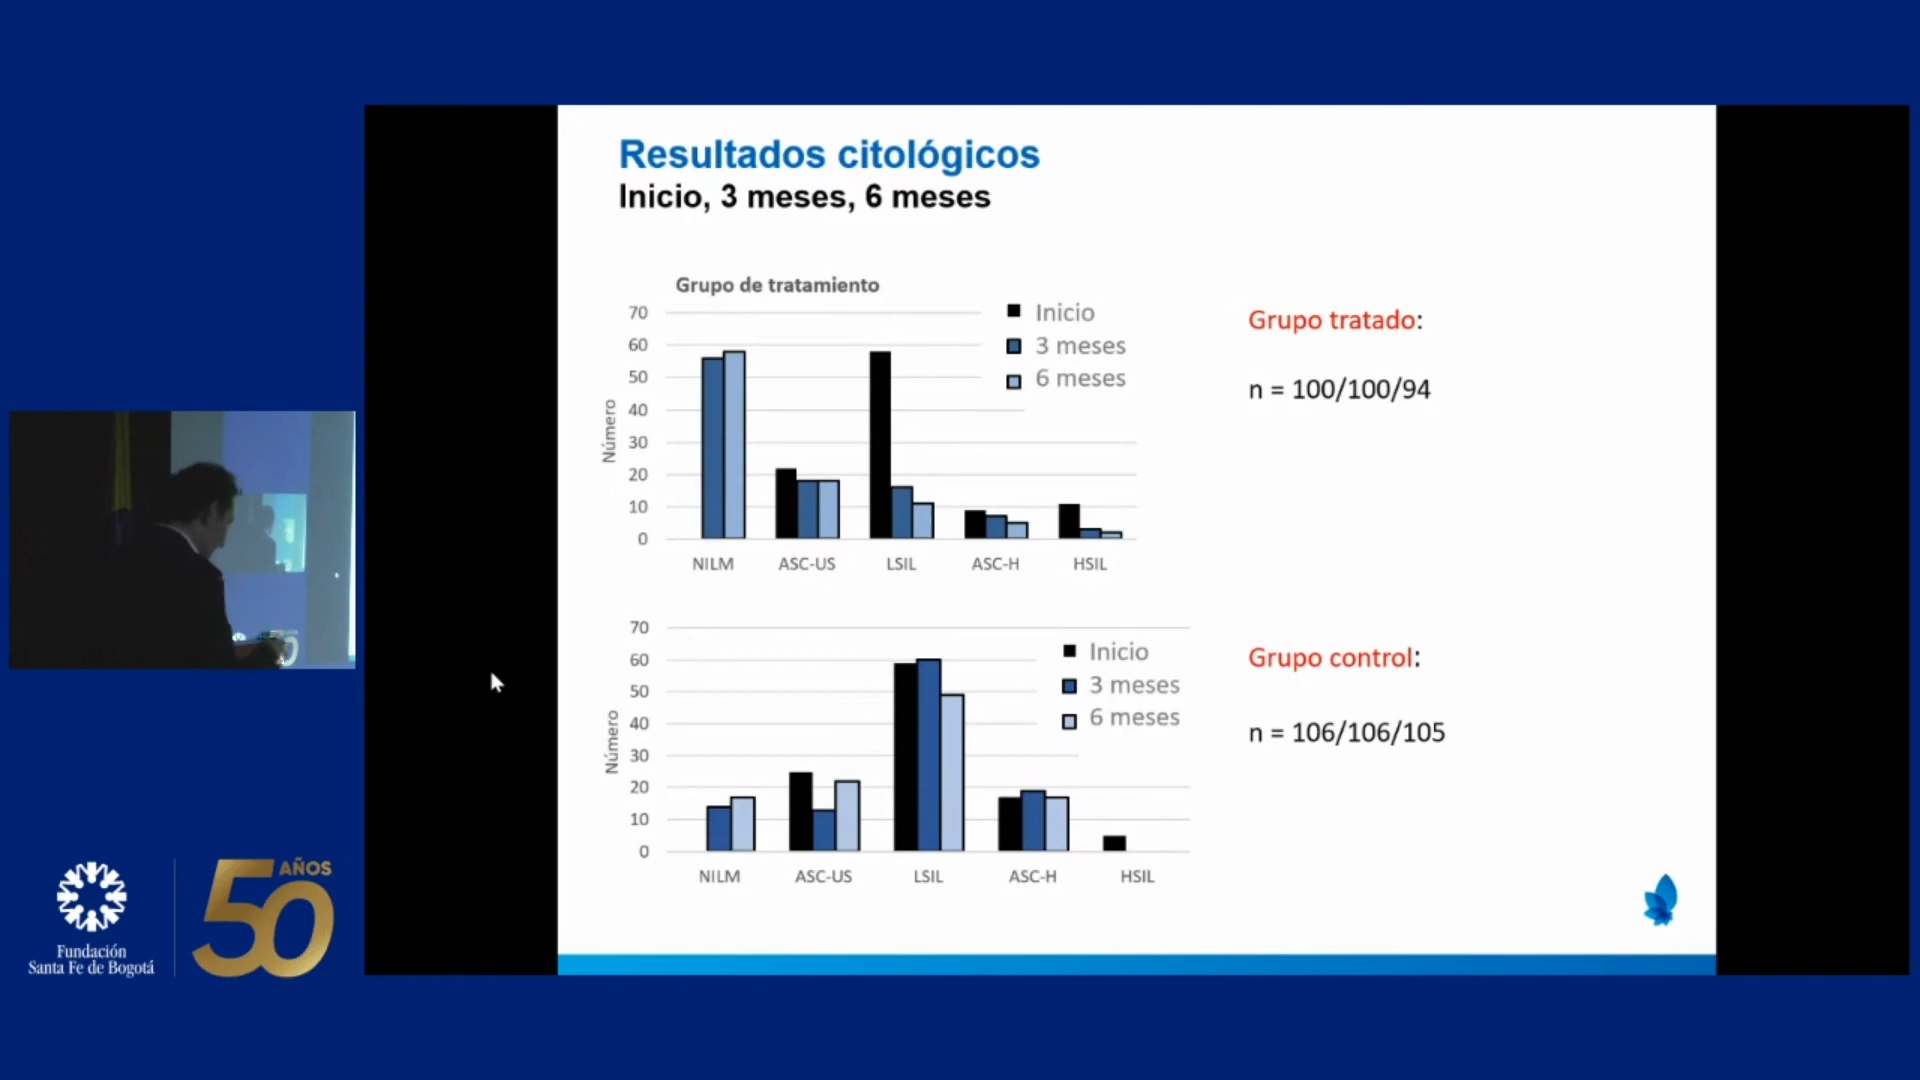 Resultados citológicos
Inicio, 3 meses, 6 meses
Grupo de tratamiento
Número
70
60
50
40
30
20
10
0
NILM
ASC-US
LSIL
ASC-H
HSIL
Inicio
3 meses
6 meses
Grupo tratado:
n = 100/100/94
Número
70
60
50
40
30
20
10
0
NILM
ASC-US
LSIL
ASC-H
HSIL
Inicio
3 meses
6 meses
Grupo control:
n = 106/106/105
Fundación
Santa Fe de Bogotá
50 AÑOS